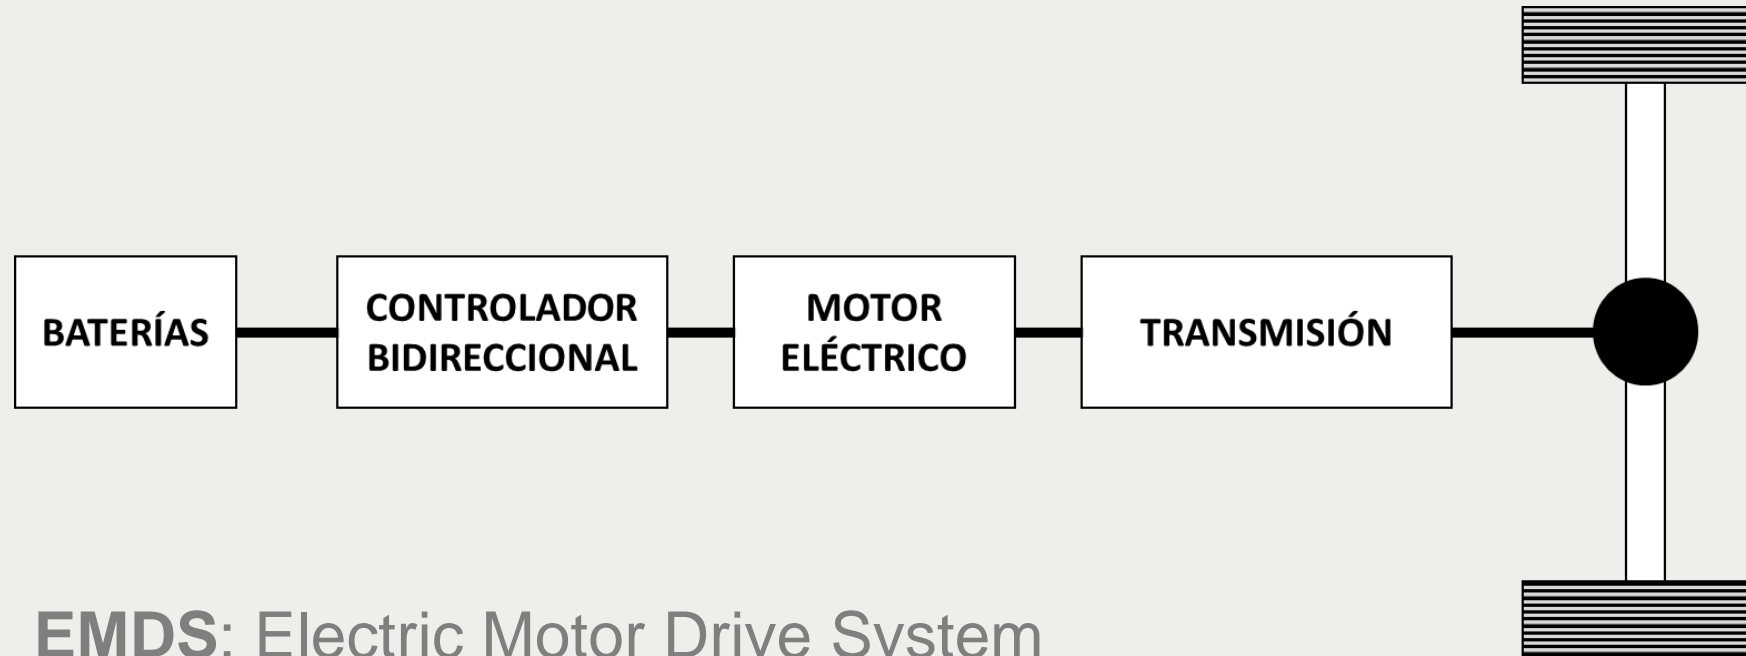 BATERÍAS
CONTROLADOR
BIDIRECCIONAL
MOTOR
ELÉCTRICO
TRANSMISIÓN
EMDS: Electric Motor Drive System